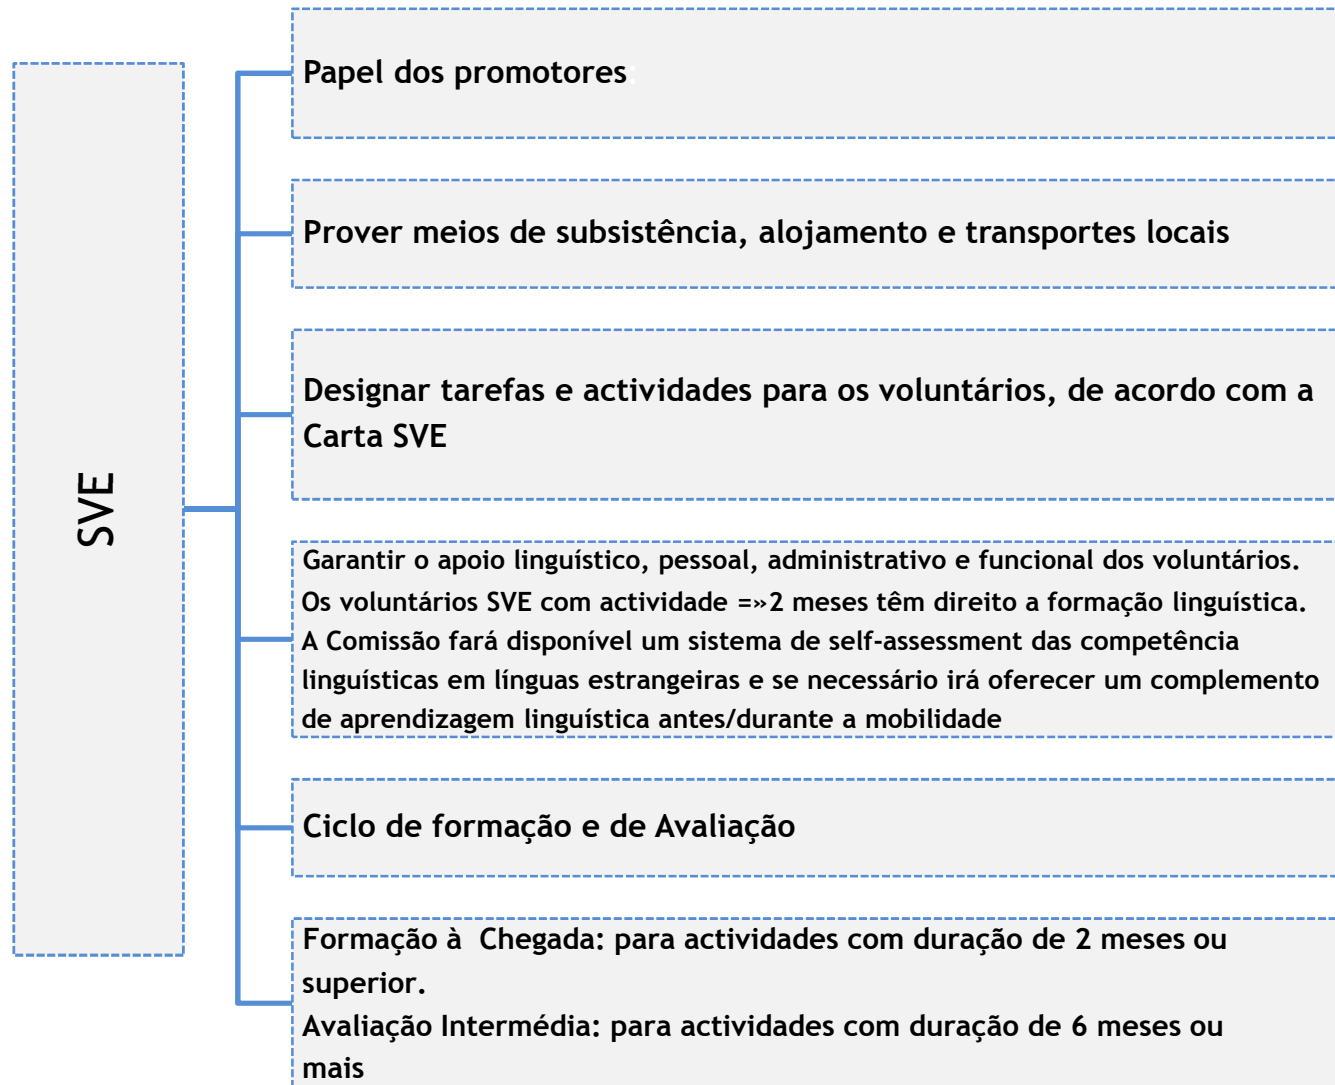 SVE
Papel dos promotores:
Prover meios de subsistência, alojamento e transportes locais
Designar tarefas e actividades para os voluntários, de acordo com a
Carta SVE
Garantir o apoio linguístico, pessoal, administrativo e funcional dos voluntários.
Os voluntários SVE com actividade =»2 meses têm direito a formação linguística.
A Comissão fará disponível um sistema de self-assessment das competência
linguísticas em línguas estrangeiras e se necessário irá oferecer um complemento
de aprendizagem linguística antes/durante a mobilidade
Ciclo de formação e de Avaliação
Formação à Chegada: para actividades com duração de 2 meses ou
superior.
Avaliação Intermédia: para actividades com duração de 6 meses ou
mais